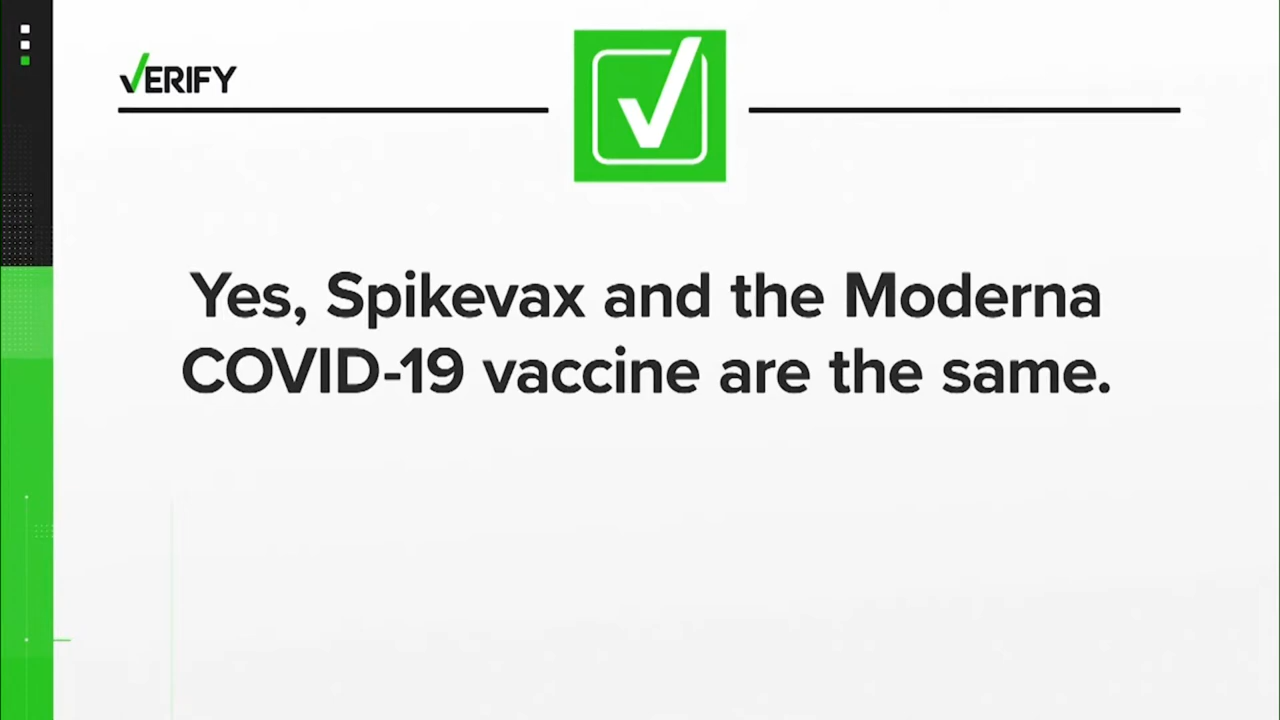 VERIFY
Yes, Spikevax and the Moderna
COVID-19 vaccine are the same.